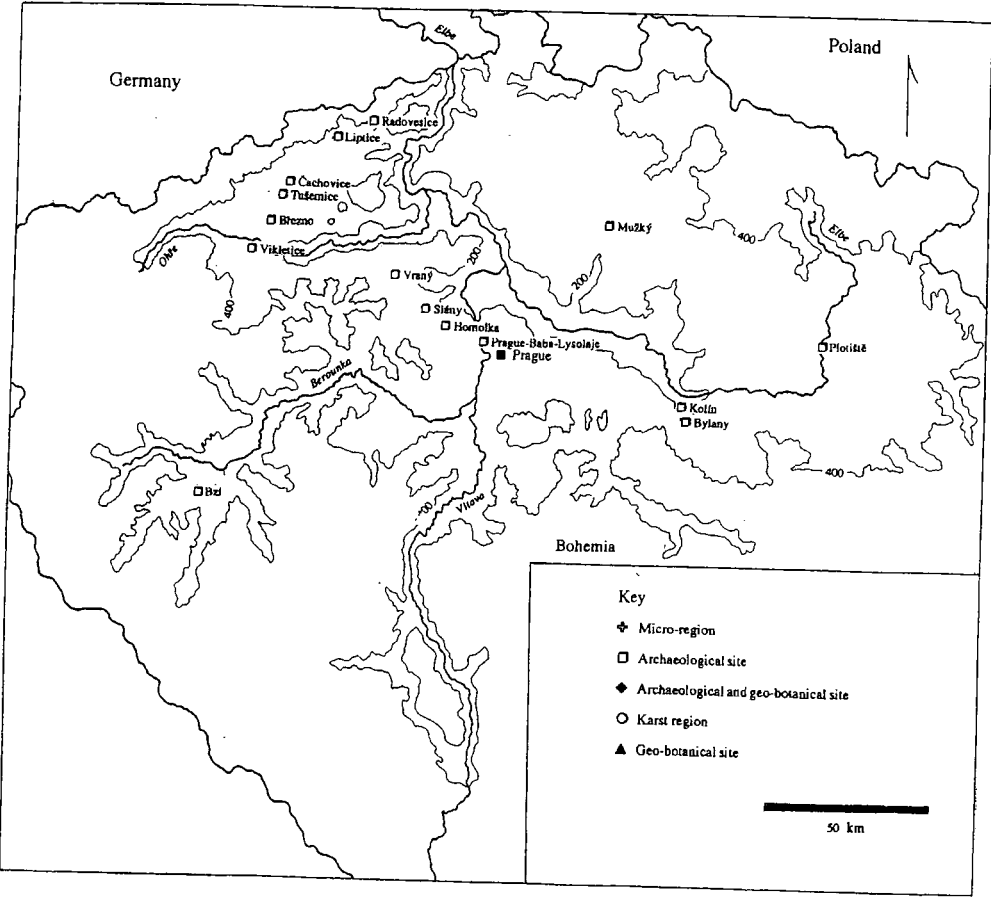 Elbe
Poland
Germany
Radovesice
Liptice
Čachovice
Tušemice
Březno
Mužký
400
Elbe
Vikletice
Ohře
200
Vraný
200
400
Slány
Homolka
Prague-Baba-Lysolaje
Prague
Plotiště
Berounka
Kolín
Bylany
400
Vltava
Bohemia
Key
Micro-region
Archaeological site
Archaeological and geo-botanical site
Karst region
Geo-botanical site
50 km